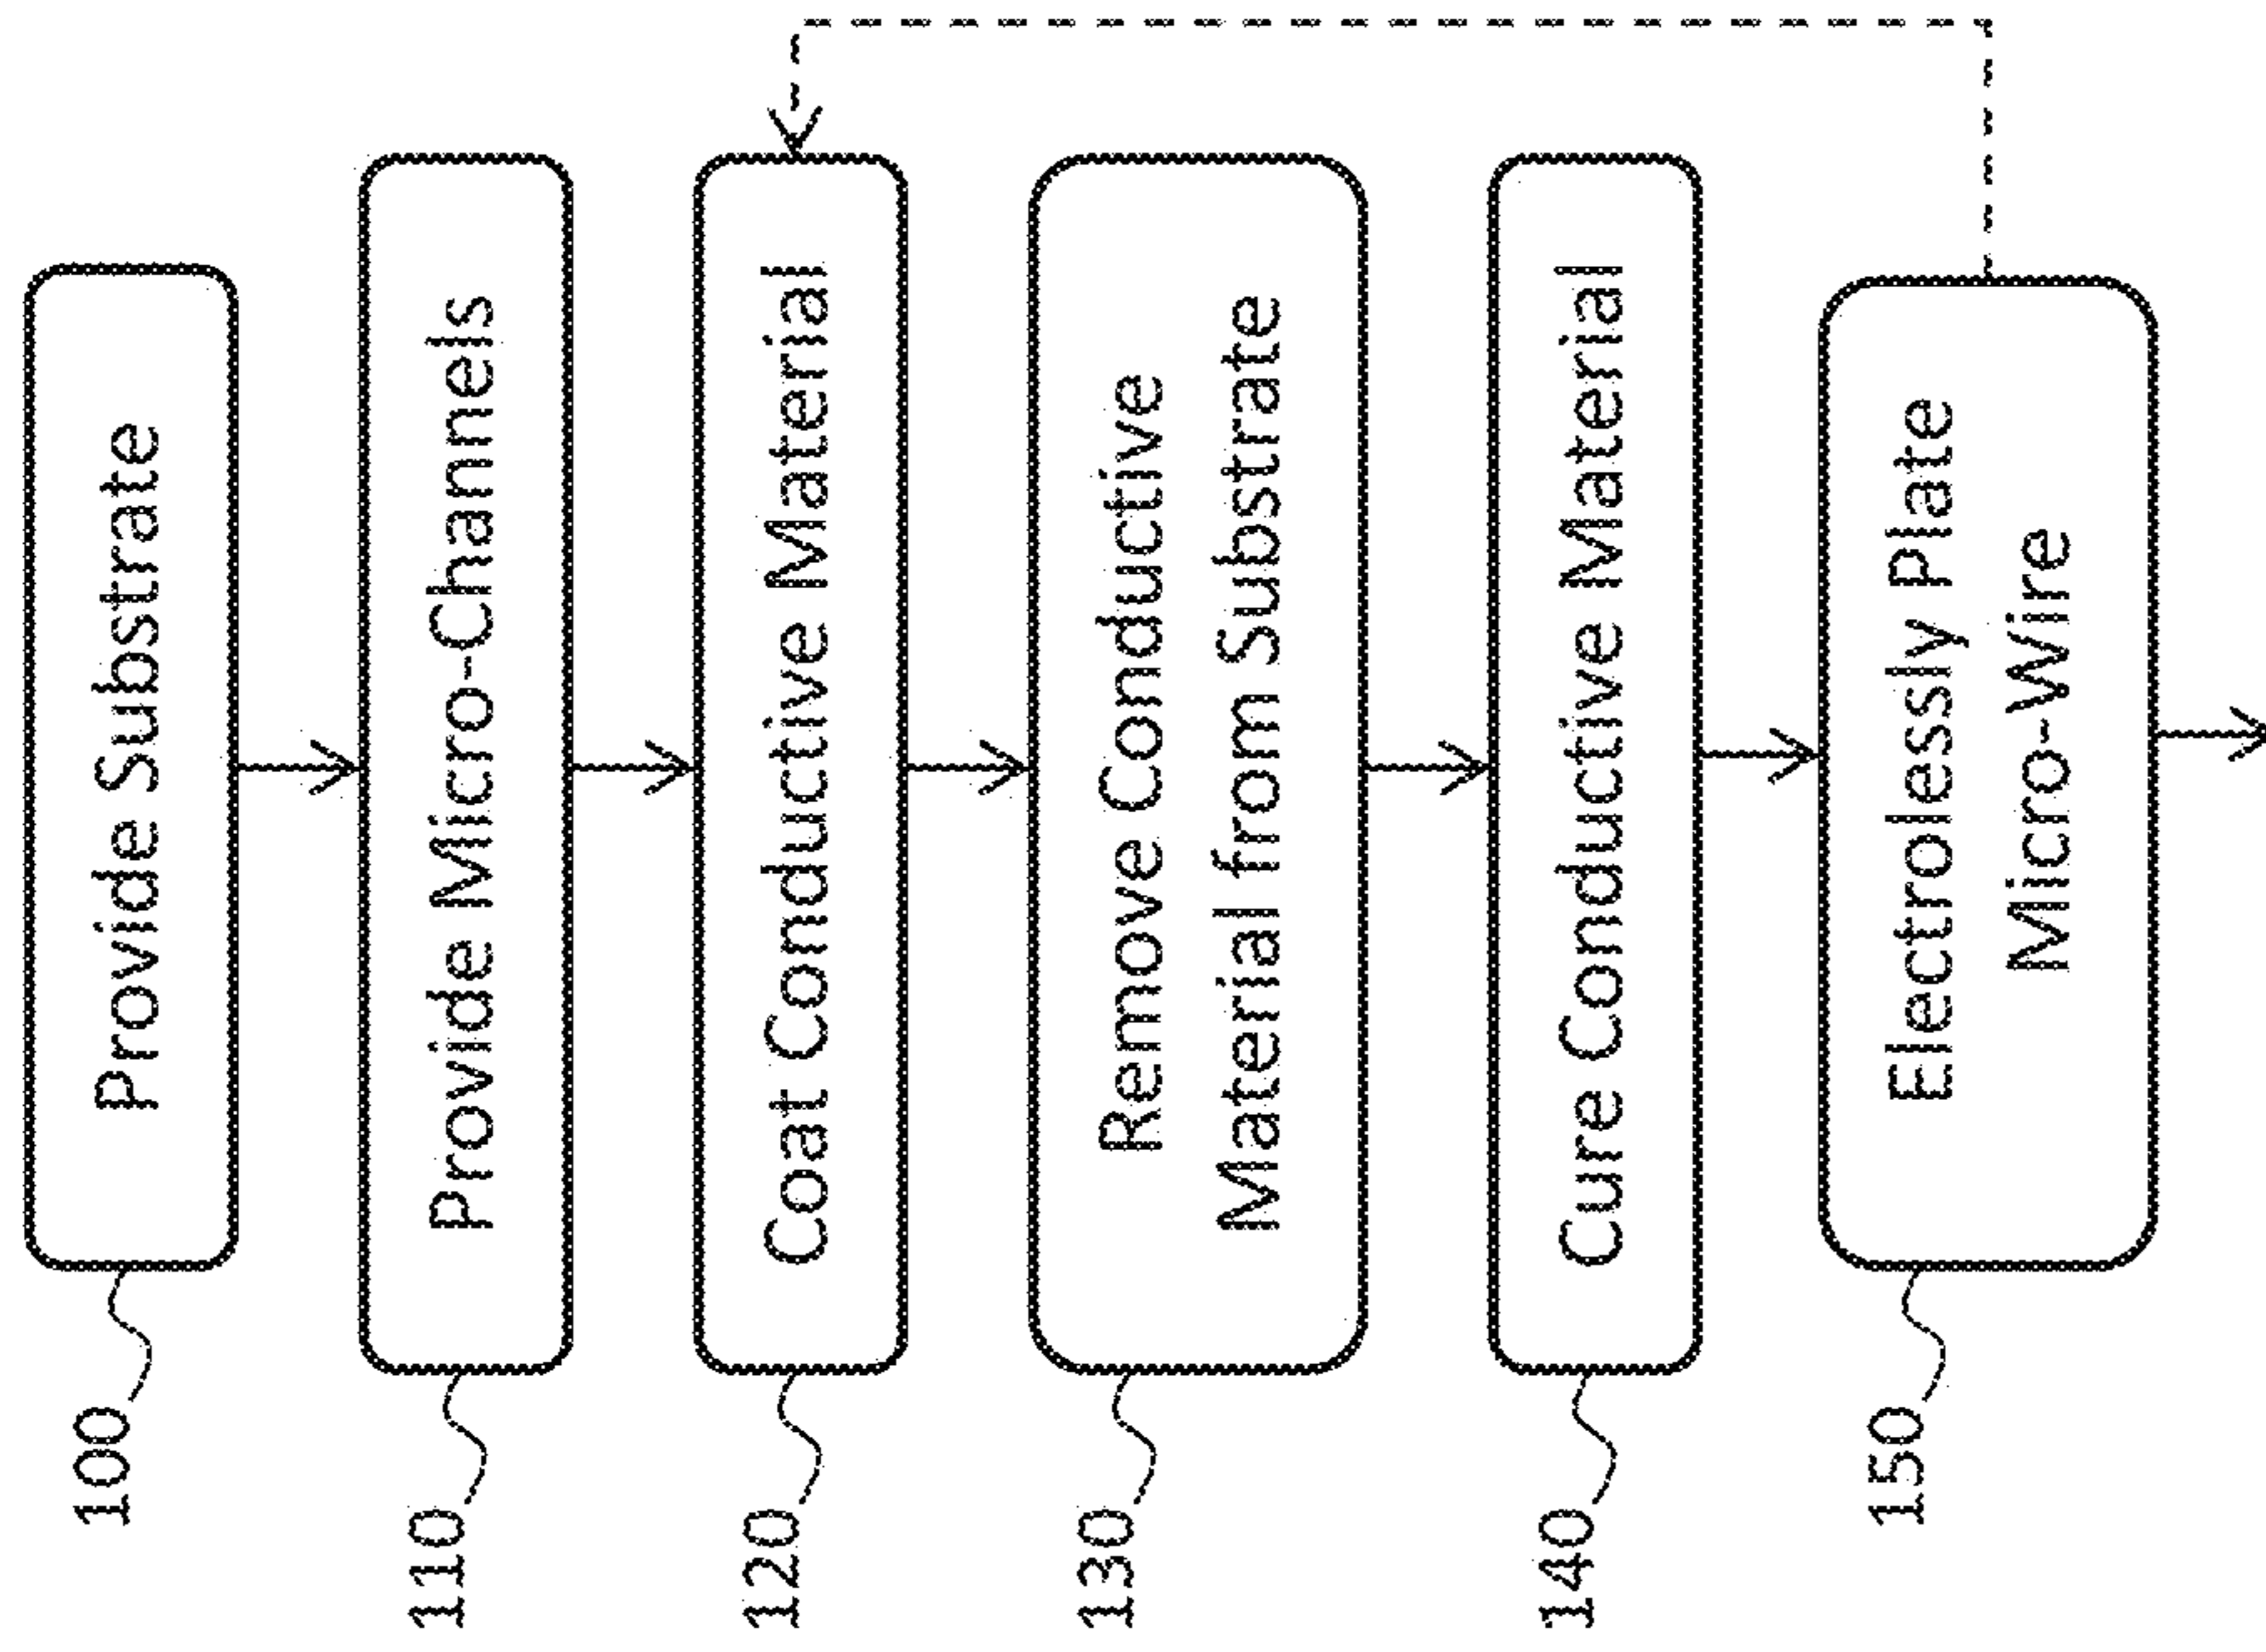 100
Provide Substrate
110
Provide Micro-Channels
120
Coat Conductive Material
130
Remove Conductive
Material from Substrate
140
Cure Conductive Material
150
Electrolessly Plate
Micro-Wire